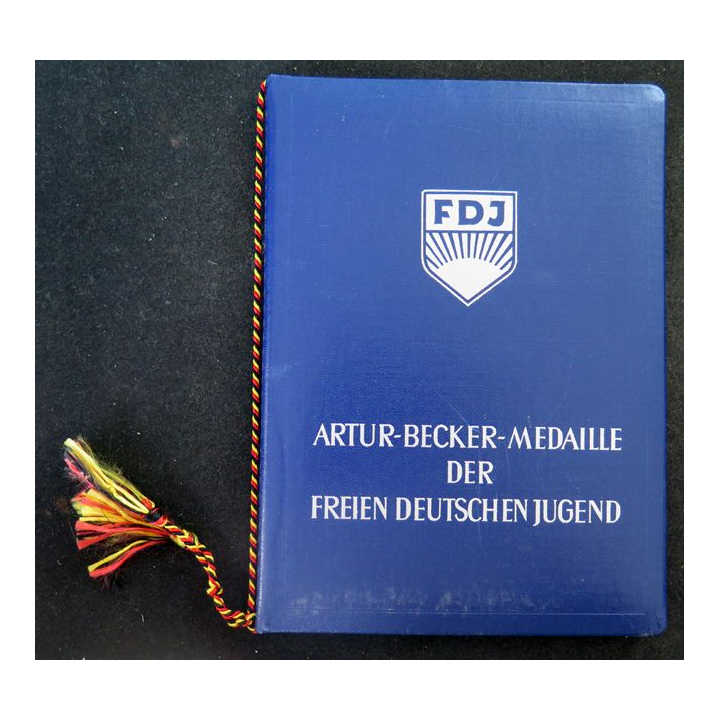 FDJ
ARTUR-BECKER-MEDAILLE
DER
FREIEN DEUTSCHEN JUGEND